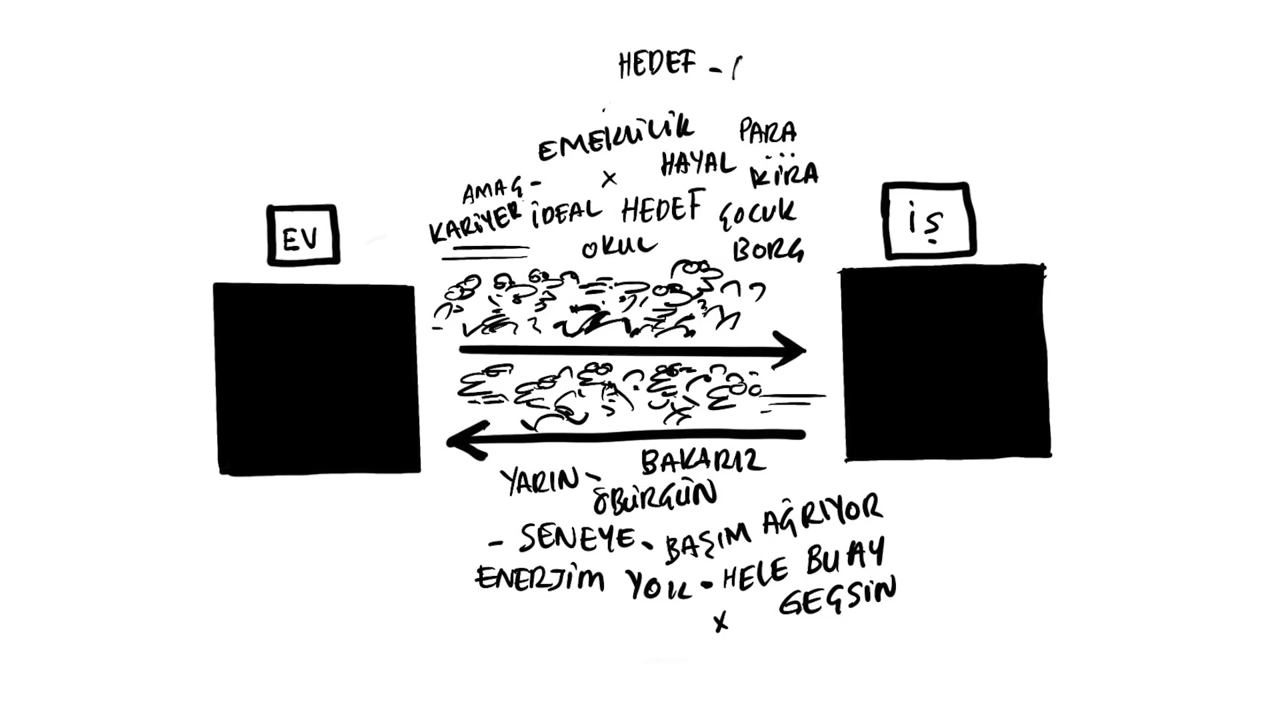 HEDEF - (
EMEKLİLİK PARA
HAYAL KİRA
AMAÇ -
x
KARİYER İDEAL HEDEF ÇOCUK
OKUL BORÇ
EV
İŞ
YARIN - BAKARIZ
ÖBÜRGÜN
- SENEYE - BAŞIM AĞRIYOR
ENERJİM YOK - HELE BU AY
x GEÇSİN